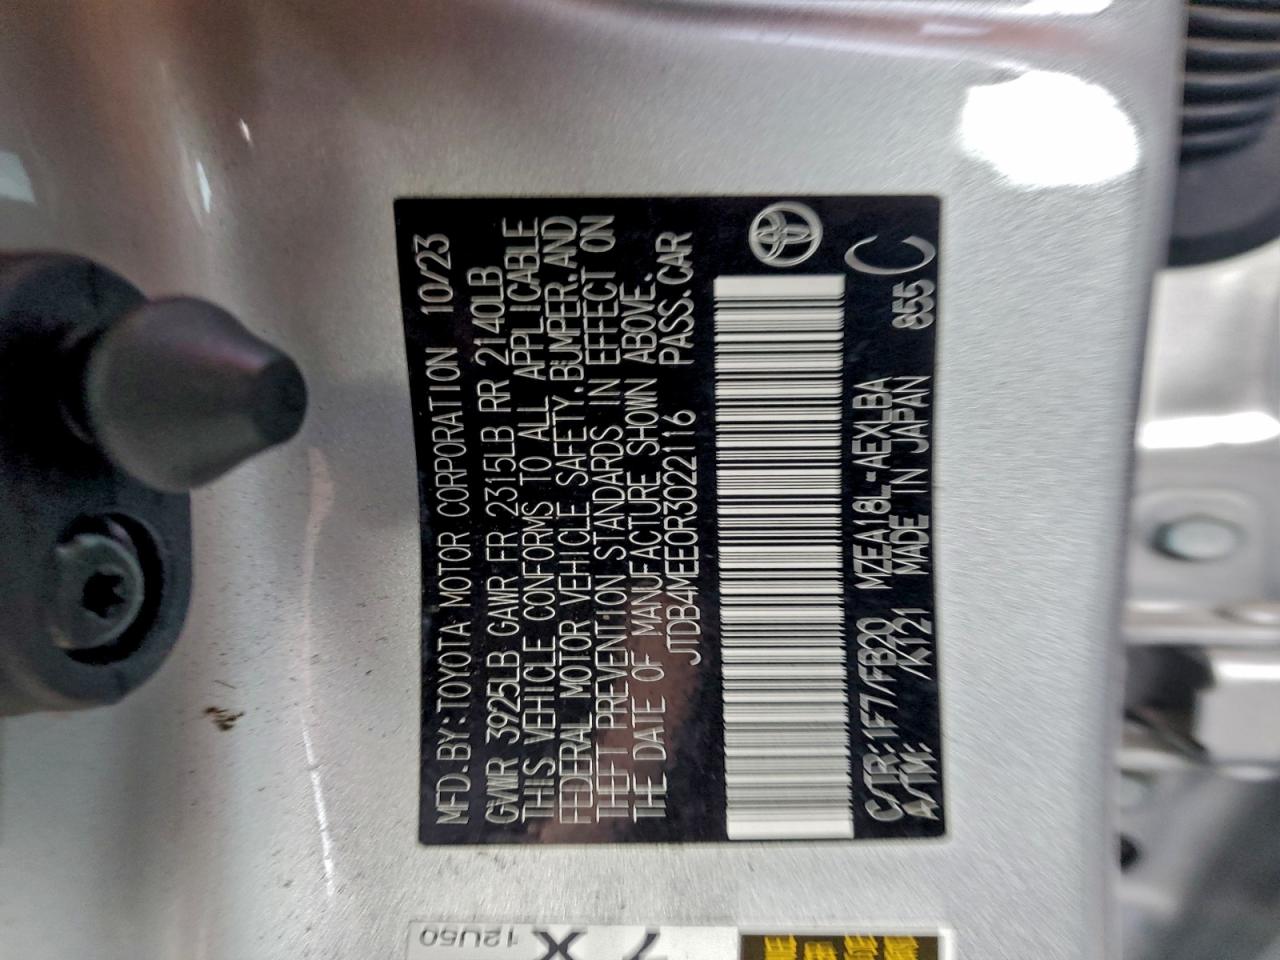 MFD.BY:TOYOTA MOTOR CORPORATION 10/23
GVWR 3925LB GAWR FR 2315LB RR 2140LB
THIS VEHICLE CONFORMS TO ALL APPLICABLE
FEDERAL MOTOR VEHICLE SAFETY,BUMPER,AND
THEFT PREVENTION STANDARDS IN EFFECT ON
THE DATE OF MANUFACTURE SHOWN ABOVE.
JTDB4MEE0R3022116 PASS.CAR
C/TR:1F7/FB20 MZEA18L-AEXLBA
A/TM: /K121 MADE IN JAPAN 855 C
7 X
12U50